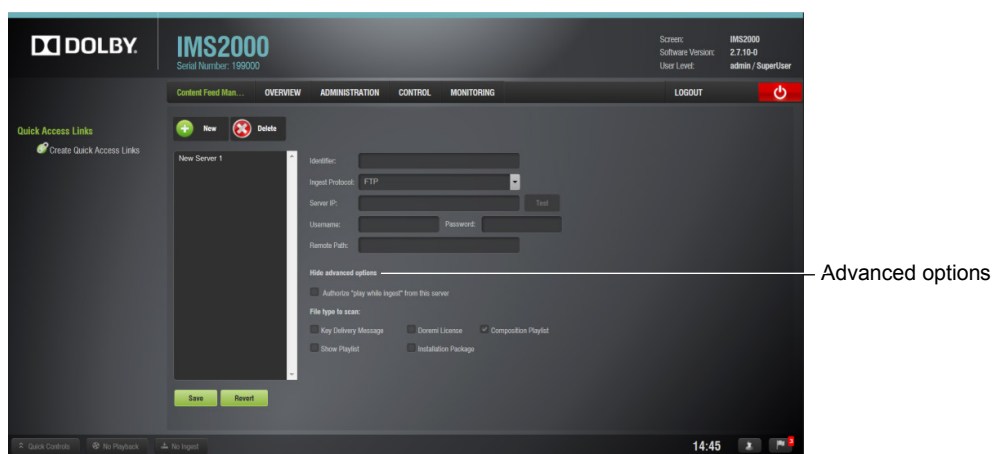 DOLBY.
IMS2000
Serial Number: 199000
Screen: IMS2000
Software Version: 2.7.10-0
User Level: admin / SuperUser
Content Feed Man... OVERVIEW ADMINISTRATION CONTROL MONITORING LOGOUT
Quick Access Links
Create Quick Access Links
New Delete
New Server 1
Identifier:
Ingest Protocol: FTP
Server IP: Test
Username: Password:
Remote Path:
Hide advanced options
Advanced options
Authorize "play while ingest" from this server
File type to scan:
Key Delivery Message Doremi License Composition Playlist
Show Playlist Installation Package
Save Revert
Quick Controls No Playback No Ingest 14:45 3